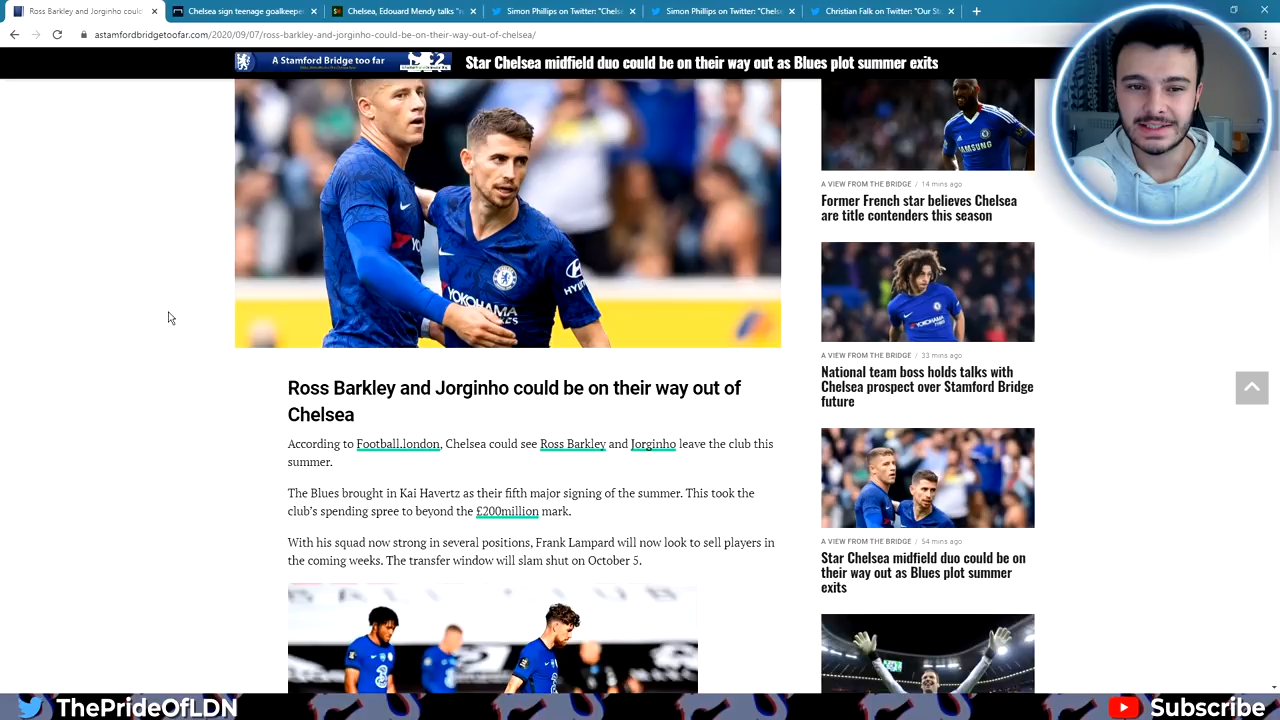 Ross Barkley and Jorginho could
Chelsea sign teenage goalkeepe
Chelsea, Edouard Mendy talks "
Simon Phillips on Twitter: "Chels
Simon Phillips on Twitter: "Chels
Christian Falk on Twitter: "Our St
astamfordbridgetoofar.com/2020/09/07/ross-barkley-and-jorginho-could-be-on-their-way-out-of-chelsea/
A Stamford Bridge too far
Star Chelsea midfield duo could be on their way out as Blues plot summer exits
SAMSUNG
YOKOHAMA
HYUN
A VIEW FROM THE BRIDGE / 14 mins ago
Former French star believes Chelsea
are title contenders this season
YOKOHAMA
A VIEW FROM THE BRIDGE / 33 mins ago
National team boss holds talks with
Chelsea prospect over Stamford Bridge
future
Ross Barkley and Jorginho could be on their way out of
Chelsea
According to Football.london, Chelsea could see Ross Barkley and Jorginho leave the club this
summer.
The Blues brought in Kai Havertz as their fifth major signing of the summer. This took the
club's spending spree to beyond the £200million mark.
With his squad now strong in several positions, Frank Lampard will now look to sell players in
the coming weeks. The transfer window will slam shut on October 5.
A VIEW FROM THE BRIDGE / 54 mins ago
Star Chelsea midfield duo could be on
their way out as Blues plot summer
exits
ThePrideOfLDN
Subscribe